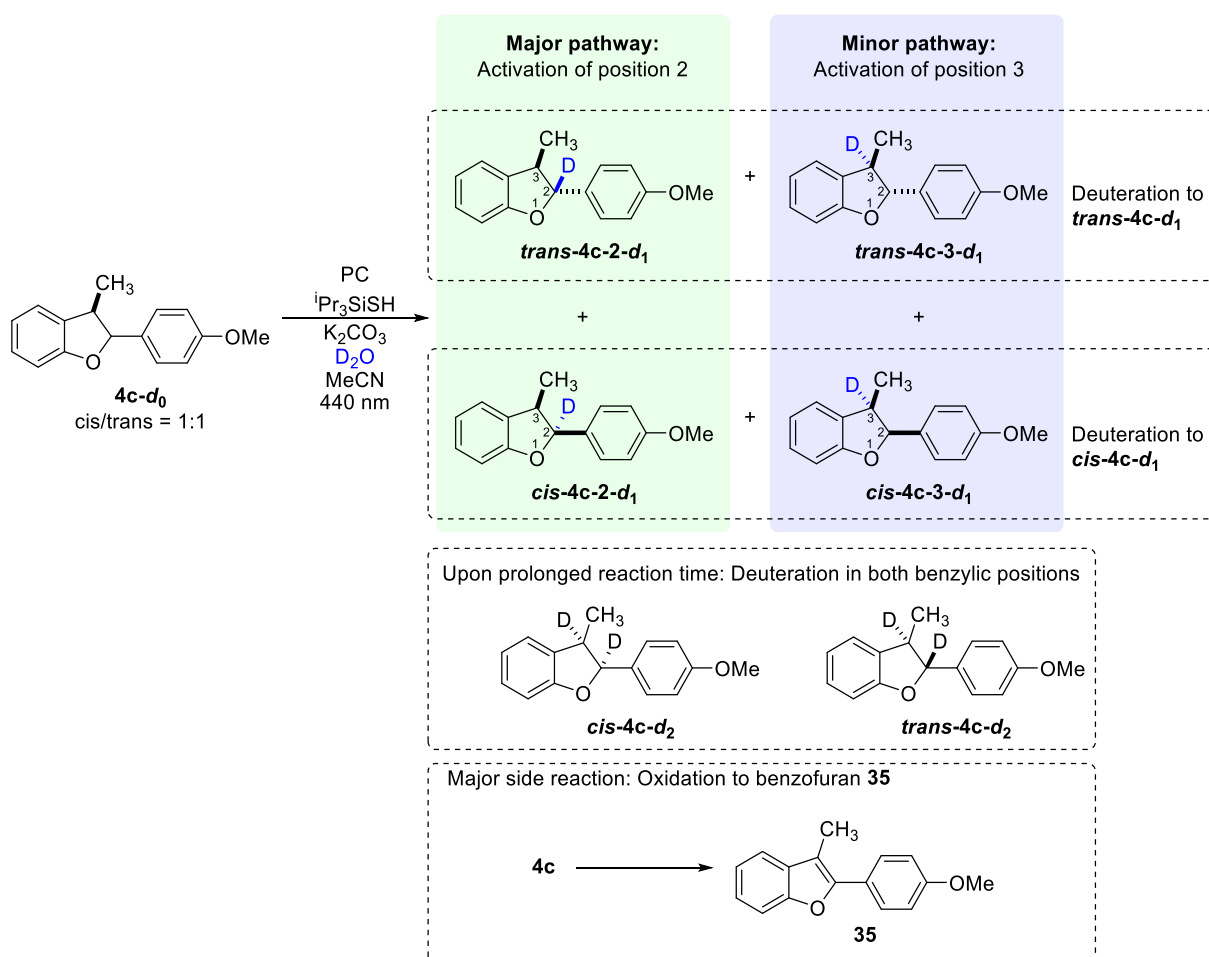 Major pathway:
Activation of position 2
Minor pathway:
Activation of position 3
CH3
D
3
2
1
O
OMe
trans-4c-2-d1
+
D
CH3
3
2
1
O
OMe
trans-4c-3-d1
Deuteration to
trans-4c-d1
CH3
O
OMe
4c-d0
cis/trans = 1:1
PC
iPr3SiSH
K2CO3
D2O
MeCN
440 nm
+
+
CH3
D
3
2
1
O
OMe
cis-4c-2-d1
+
D
CH3
3
2
1
O
OMe
cis-4c-3-d1
Deuteration to
cis-4c-d1
Upon prolonged reaction time: Deuteration in both benzylic positions
D
CH3
D
O
OMe
cis-4c-d2
D
CH3
D
O
OMe
trans-4c-d2
Major side reaction: Oxidation to benzofuran 35
4c
CH3
O
OMe
35